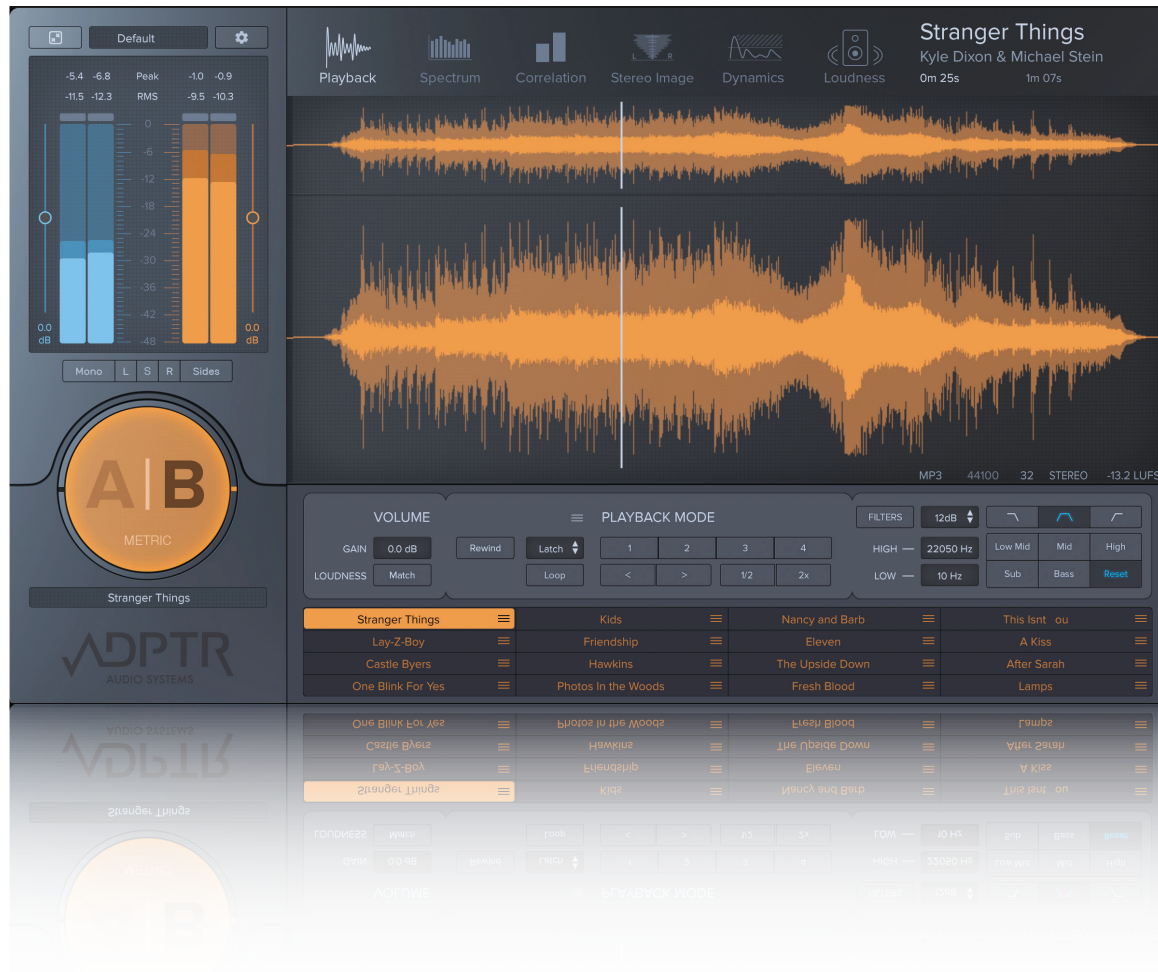 Default
-5.4 -6.8 Peak -1.0 -0.9
-11.5 -12.3 RMS -9.5 -10.3
0
-6
-12
-18
-24
-30
-36
-42
-48
0.0 dB
0.0 dB
Mono L S R Sides
A|B
METRIC
Stranger Things
ADPTR
AUDIO SYSTEMS
Playback Spectrum Correlation Stereo Image Dynamics Loudness
L R
Stranger Things
Kyle Dixon & Michael Stein
0m 25s 1m 07s
MP3 44100 32 STEREO -13.2 LUFS
VOLUME
GAIN 0.0 dB
LOUDNESS Match
PLAYBACK MODE
Rewind Latch 1 2 3 4
Loop < > 1/2 2x
FILTERS 12dB
HIGH — 22050 Hz Low Mid Mid High
LOW — 10 Hz Sub Bass Reset
Stranger Things Kids Nancy and Barb This Isnt ou
Lay-Z-Boy Friendship Eleven A Kiss
Castle Byers Hawkins The Upside Down After Sarah
One Blink For Yes Photos In the Woods Fresh Blood Lamps